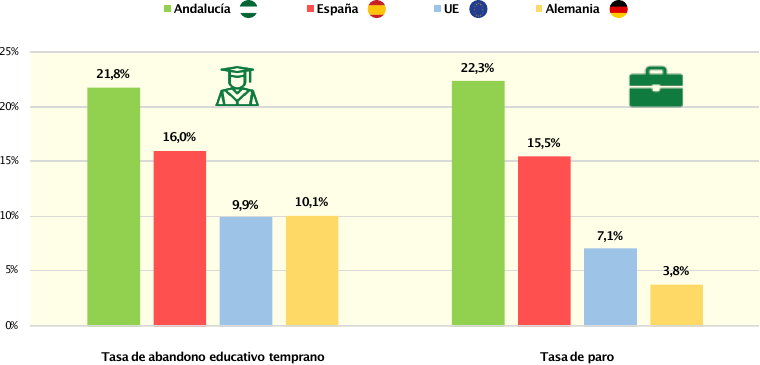 Andalucía España UE Alemania
25%
21,8% 22,3%
20%
16,0% 15,5%
15%
9,9% 10,1% 7,1%
10%
5% 3,8%
0%
Tasa de abandono educativo temprano Tasa de paro